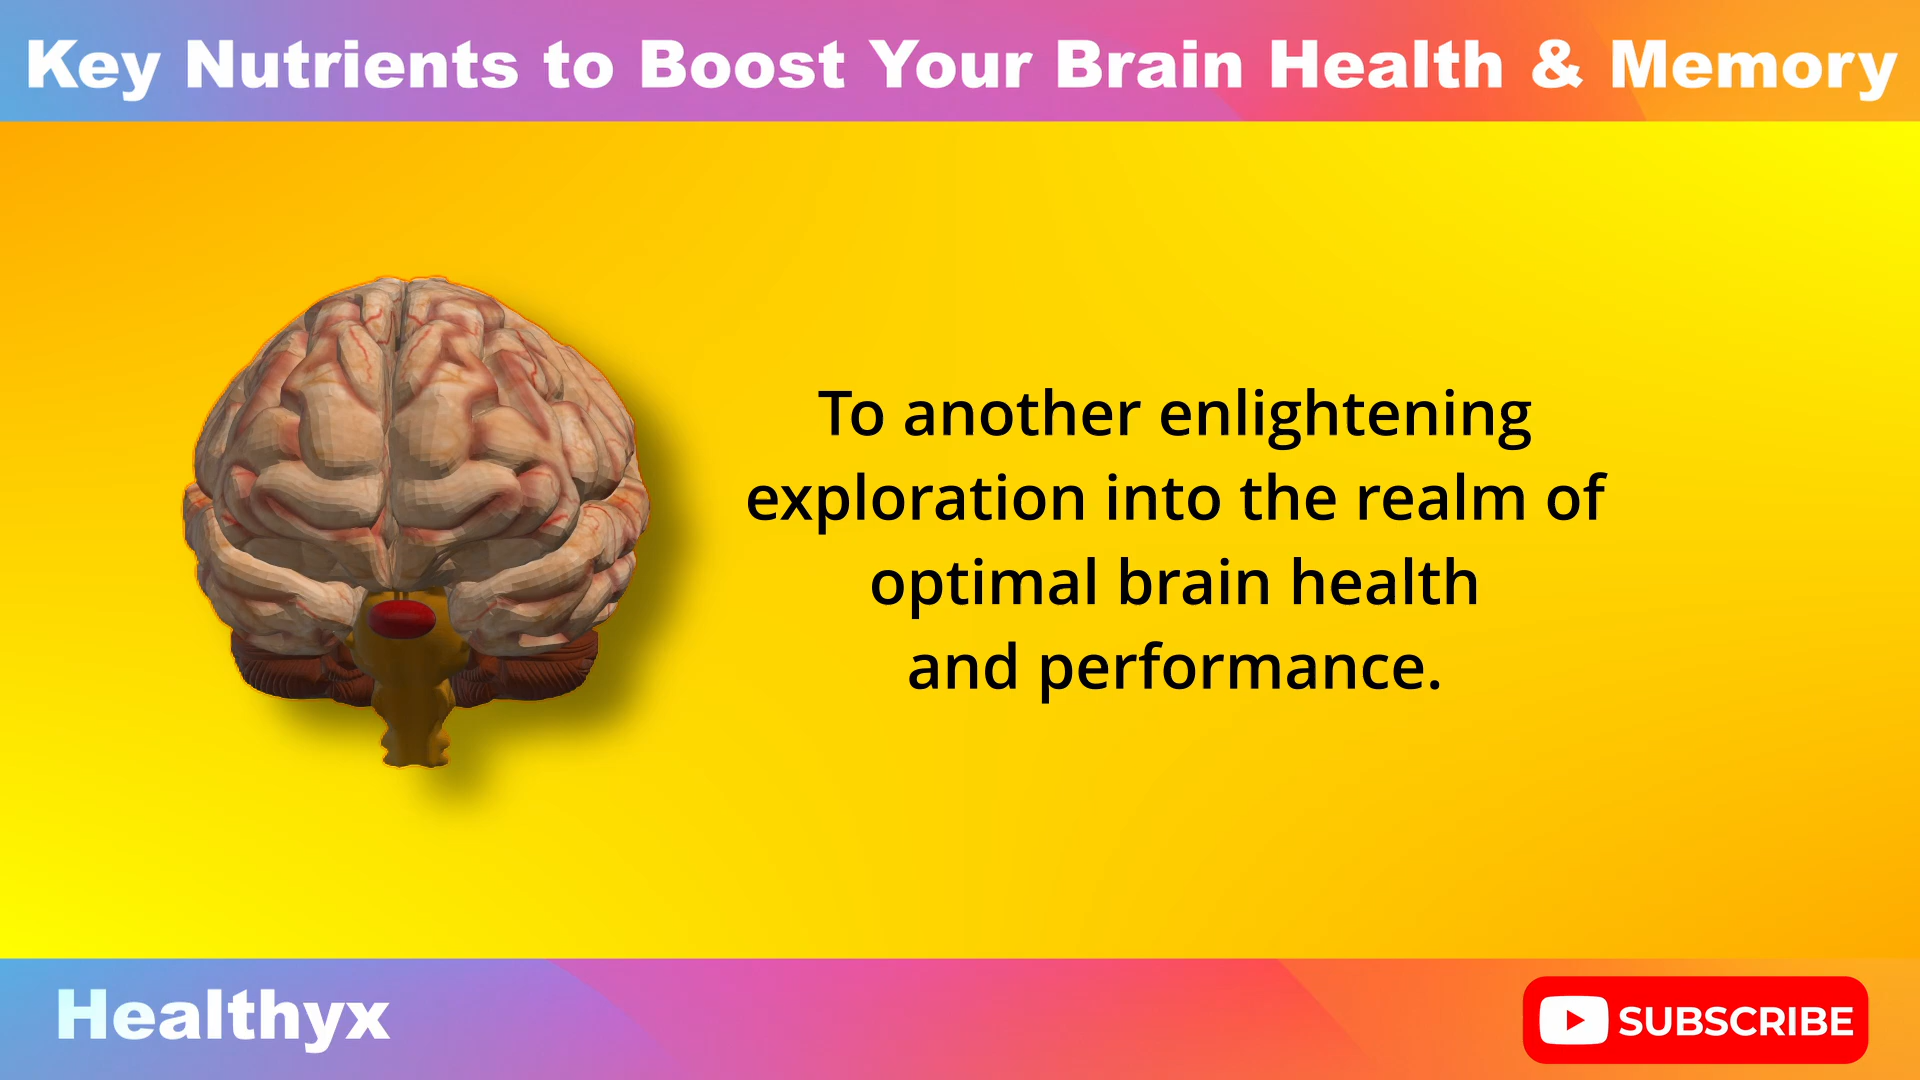 Key Nutrients to Boost Your Brain Health & Memory
To another enlightening
exploration into the realm of
optimal brain health
and performance.
Healthyx
SUBSCRIBE